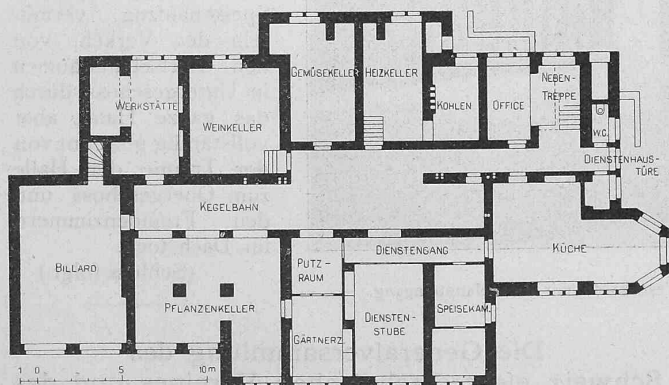 GEMÜSEKELLER
HEIZKELLER
WERKSTÄTTE
WEINKELLER
KOHLEN
OFFICE
NEBEN-
TREPPE
W.C.
DIENSTENHAUS-
TÜRE
KEGELBAHN
BILLARD
PUTZ-
RAUM
DIENSTENGANG
KÜCHE
PFLANZENKELLER
GÄRTNERZ.
DIENSTEN-
STUBE
SPEISEKAM.
1 0 5 10 m